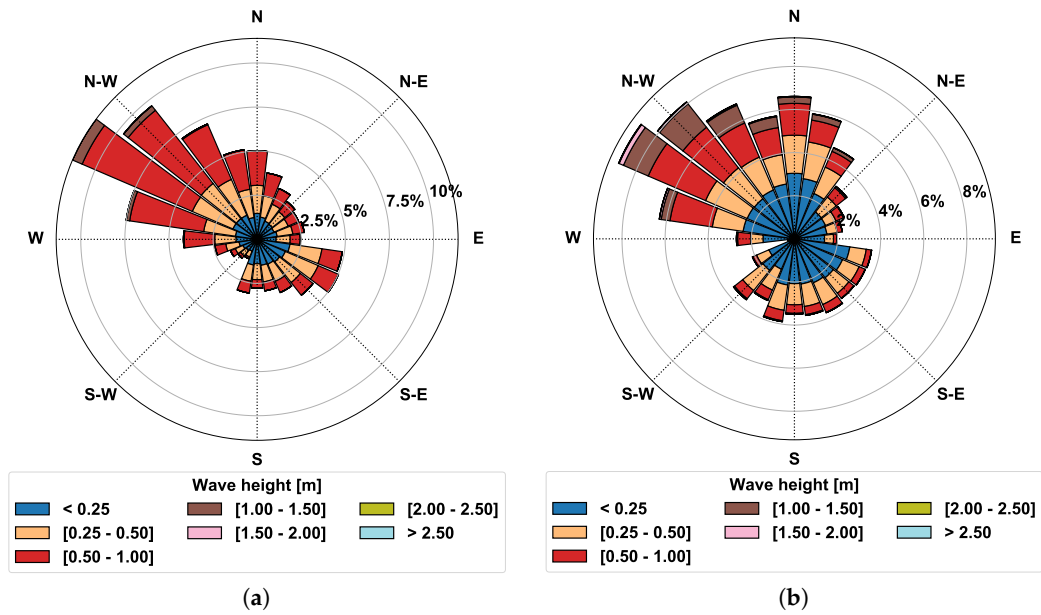 N
N-W
N-E
10%
7.5%
5%
2.5%
W
E
S-W
S-E
S
Wave height [m]
< 0.25
[1.00 - 1.50]
[2.00 - 2.50]
[0.25 - 0.50]
[1.50 - 2.00]
> 2.50
[0.50 - 1.00]
(a)
N
N-W
N-E
8%
6%
4%
2%
W
E
S-W
S-E
S
Wave height [m]
< 0.25
[1.00 - 1.50]
[2.00 - 2.50]
[0.25 - 0.50]
[1.50 - 2.00]
> 2.50
[0.50 - 1.00]
(b)